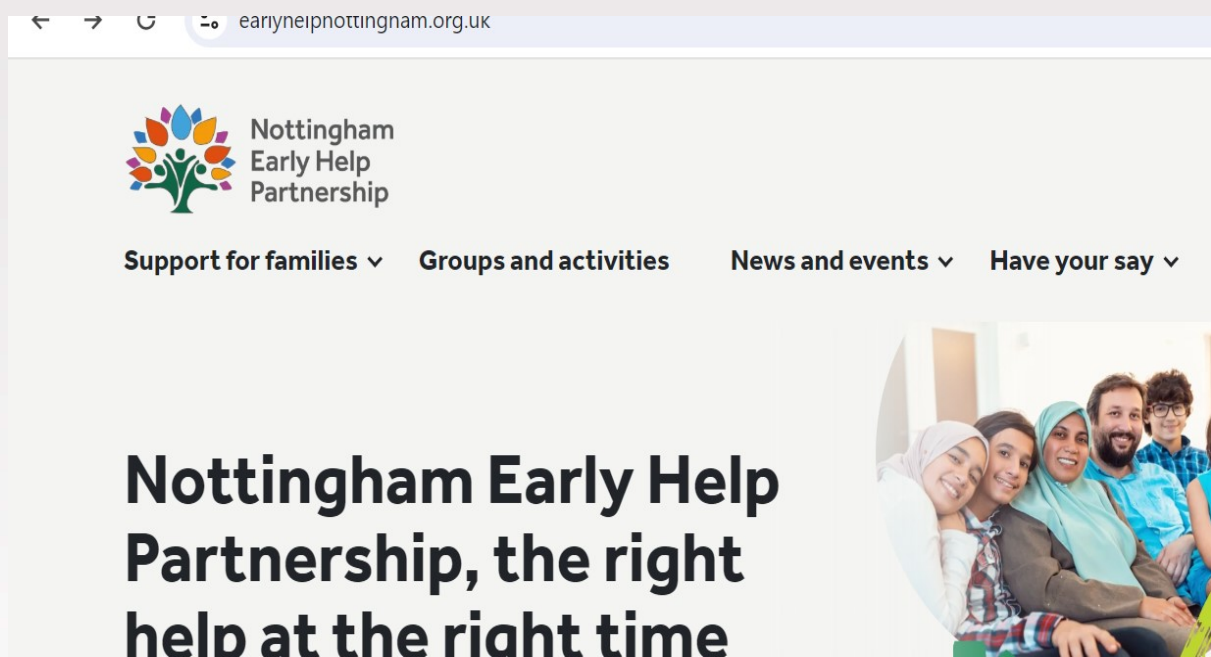 earlyhelpnottingham.org.uk
Nottingham
Early Help
Partnership
Support for families Groups and activities News and events Have your say
Nottingham Early Help
Partnership, the right
help at the right time